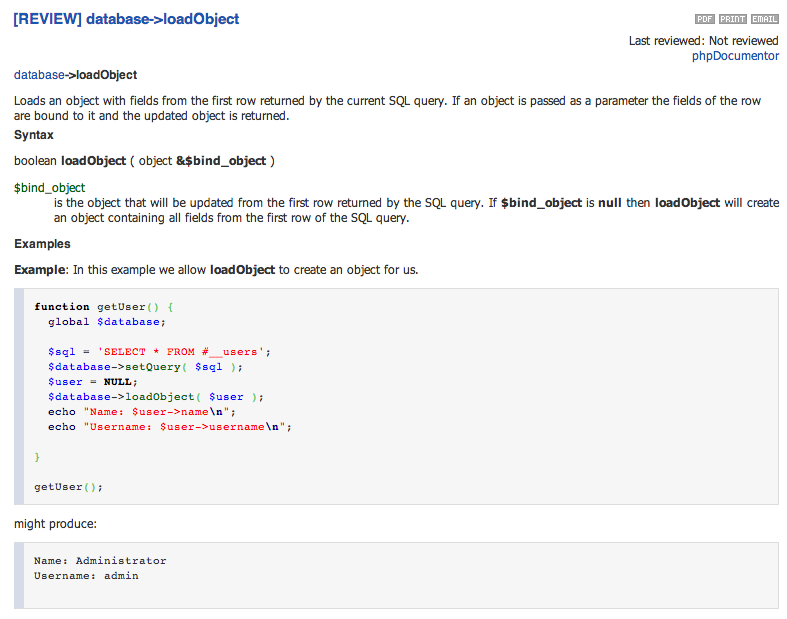 [REVIEW] database->loadObject
PDF PRINT EMAIL
Last reviewed: Not reviewed
phpDocumentor
database->loadObject
Loads an object with fields from the first row returned by the current SQL query. If an object is passed as a parameter the fields of the row
are bound to it and the updated object is returned.
Syntax
boolean loadObject ( object &$bind_object )
$bind_object
is the object that will be updated from the first row returned by the SQL query. If $bind_object is null then loadObject will create
an object containing all fields from the first row of the SQL query.
Examples
Example: In this example we allow loadObject to create an object for us.
function getUser() {
global $database;
$sql = 'SELECT * FROM #__users';
$database->setQuery( $sql );
$user = NULL;
$database->loadObject( $user );
echo "Name: $user->name\n";
echo "Username: $user->username\n";
}
getUser();
might produce:
Name: Administrator
Username: admin